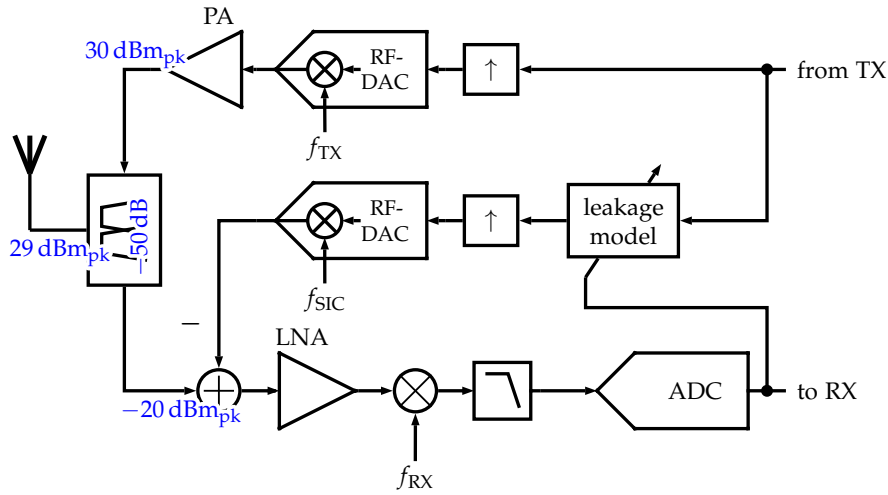 PA
30 dBm_pk
RF-
DAC
↑
from TX
f_TX
29 dBm_pk
−50 dB
RF-
DAC
↑
leakage
model
f_SIC
−
LNA
−20 dBm_pk
ADC
to RX
f_RX